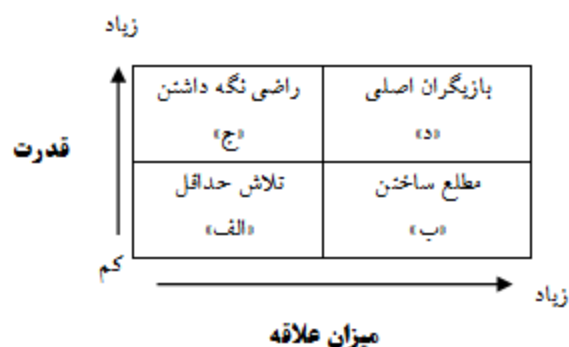 زیاد
بازیگران اصلی
راضی نگه داشتن
«د»
«ج»
قدرت
مطلع ساختن
تلاش حداقل
«ب»
«الف»
کم
زیاد
میزان علاقه